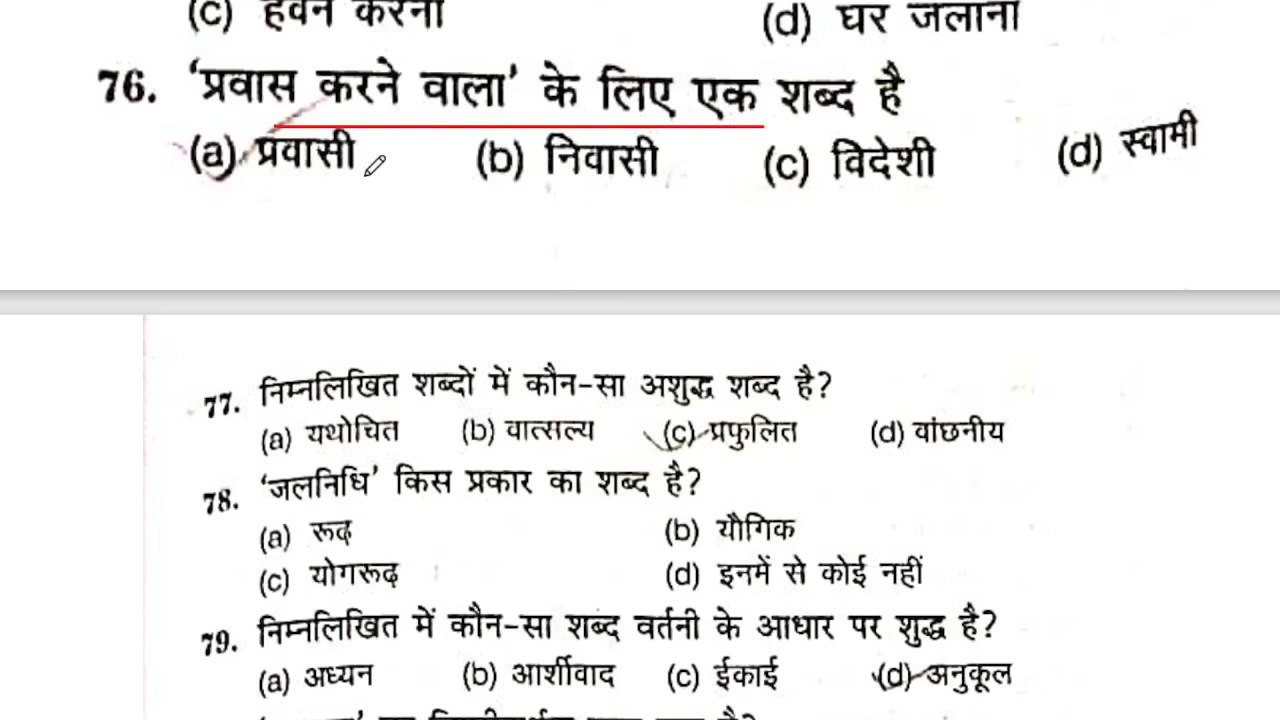 (c) हवन करना (d) घर जलाना
76. 'प्रवास करने वाला' के लिए एक शब्द है
(a) प्रवासी (b) निवासी (c) विदेशी (d) स्वामी
77. निम्नलिखित शब्दों में कौन-सा अशुद्ध शब्द है?
(a) यथोचित (b) वात्सल्य (c) प्रफुलित (d) वांछनीय
78. 'जलनिधि' किस प्रकार का शब्द है?
(a) रूढ़ (b) यौगिक
(c) योगरूढ़ (d) इनमें से कोई नहीं
79. निम्नलिखित में कौन-सा शब्द वर्तनी के आधार पर शुद्ध है?
(a) अध्यन (b) आर्शीवाद (c) ईकाई (d) अनुकूल